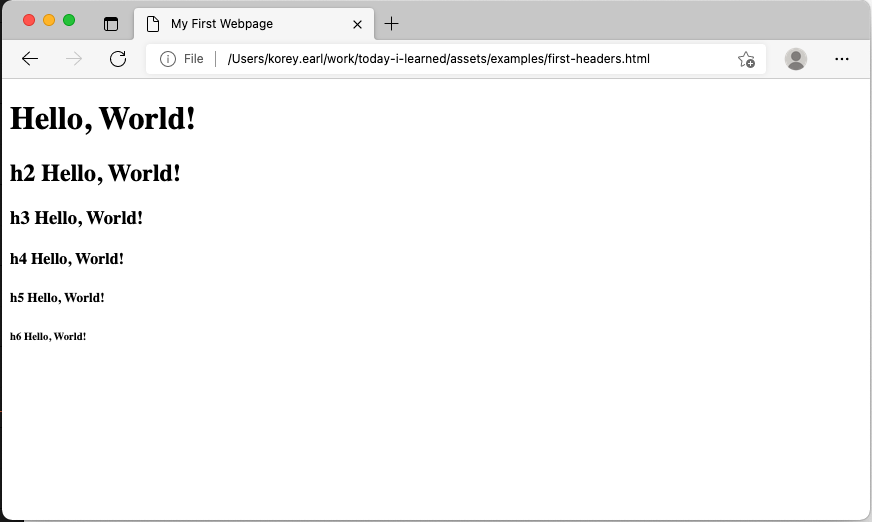 My First Webpage
File /Users/korey.earl/work/today-i-learned/assets/examples/first-headers.html
Hello, World!
h2 Hello, World!
h3 Hello, World!
h4 Hello, World!
h5 Hello, World!
h6 Hello, World!